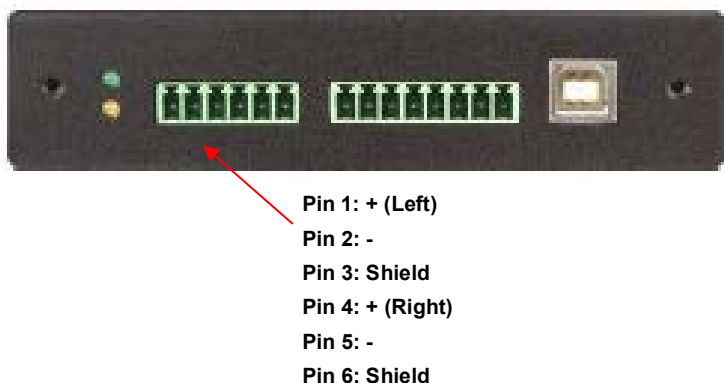 Pin 1: + (Left)
Pin 2: -
Pin 3: Shield
Pin 4: + (Right)
Pin 5: -
Pin 6: Shield